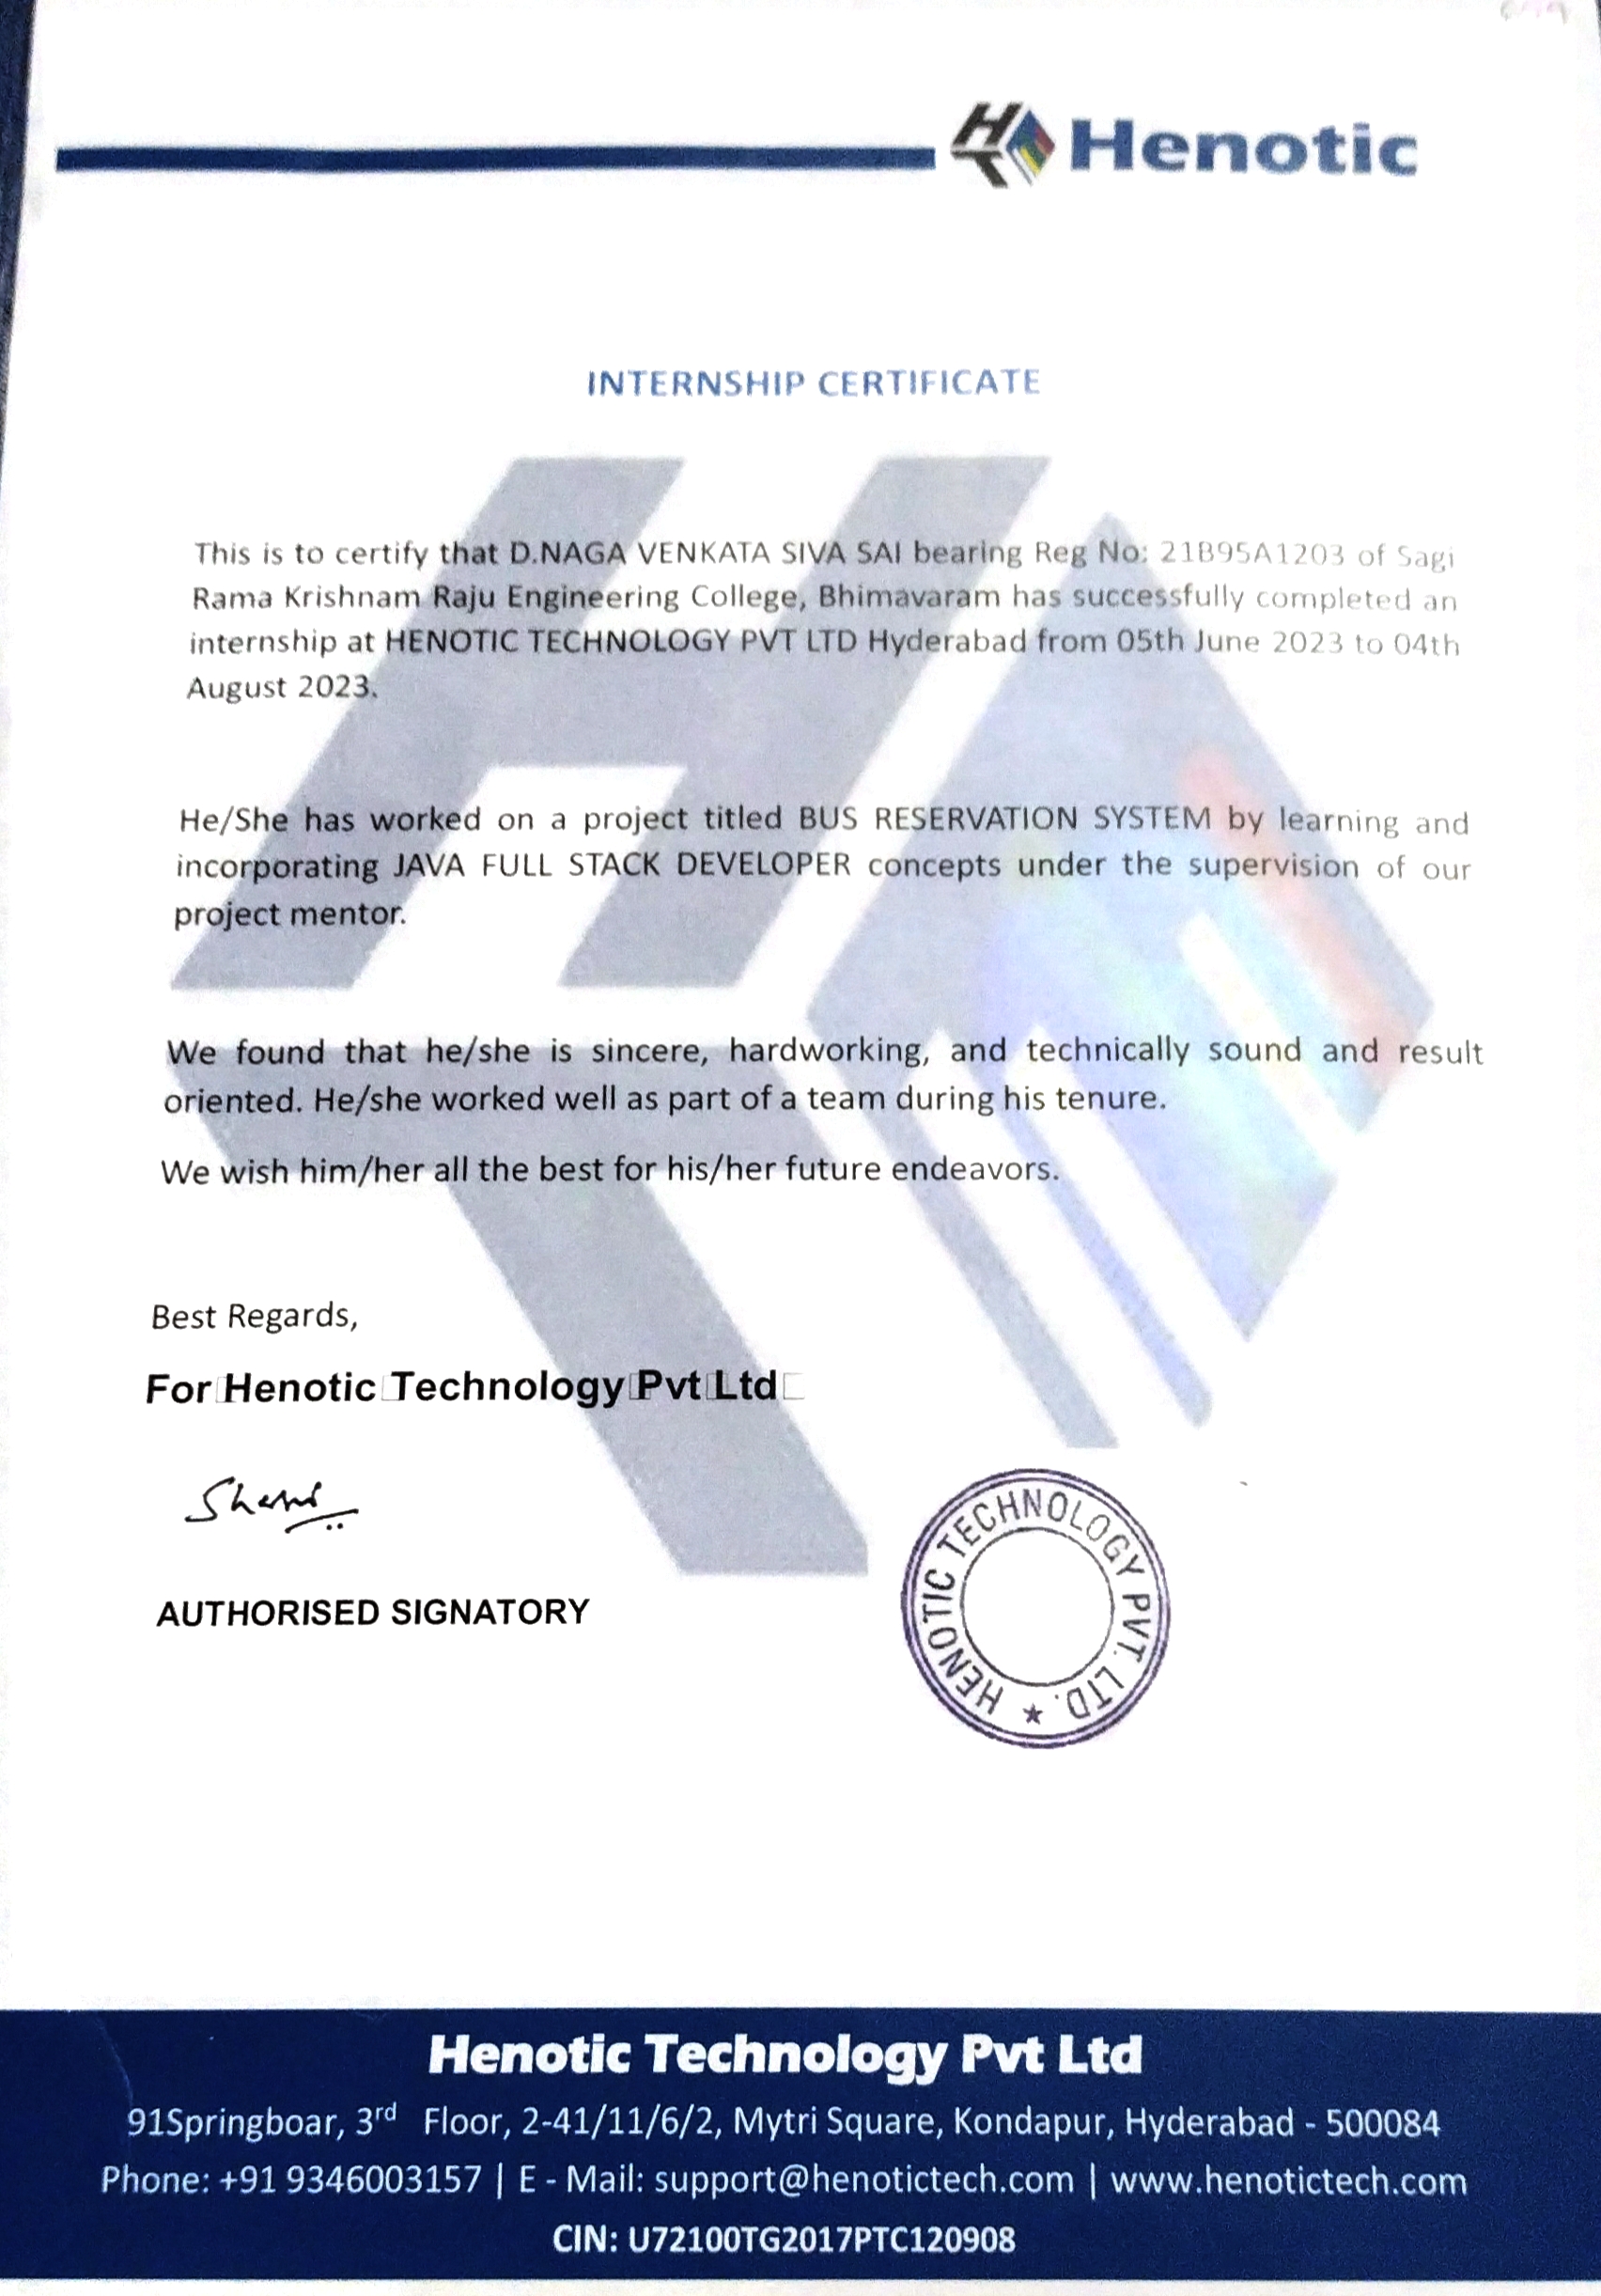 Henotic
INTERNSHIP CERTIFICATE
This is to certify that D.NAGA VENKATA SIVA SAI bearing Reg No: 21B95A1203 of Sagi
Rama Krishnam Raju Engineering College, Bhimavaram has successfully completed an
internship at HENOTIC TECHNOLOGY PVT LTD Hyderabad from 05th June 2023 to 04th
August 2023.
He/She has worked on a project titled BUS RESERVATION SYSTEM by learning and
incorporating JAVA FULL STACK DEVELOPER concepts under the supervision of our
project mentor.
We found that he/she is sincere, hardworking, and technically sound and result
oriented. He/she worked well as part of a team during his tenure.
We wish him/her all the best for his/her future endeavors.
Best Regards,
For Henotic Technology Pvt Ltd
AUTHORISED SIGNATORY
HENOTIC TECHNOLOGY PVT. LTD. ★
Henotic Technology Pvt Ltd
91Springboar, 3rd Floor, 2-41/11/6/2, Mytri Square, Kondapur, Hyderabad - 500084
Phone: +91 9346003157 | E - Mail: support@henotictech.com | www.henotictech.com
CIN: U72100TG2017PTC120908